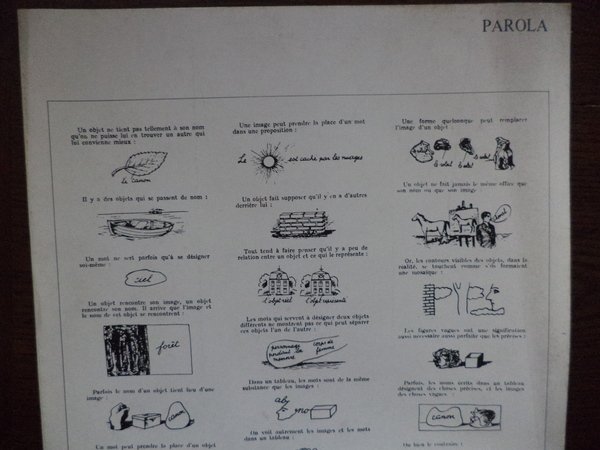 PAROLA
Un objet ne tient pas tellement à son nom
qu'on ne puisse lui en trouver un autre qui
lui convienne mieux :
le canon
Il y a des objets qui se passent de nom :
Un mot ne sert parfois qu'à se désigner
soi-même :
ciel
Un objet rencontre son image, un objet
rencontre son nom. Il arrive que l'image et
le nom de cet objet se rencontrent :
forêt
Parfois le nom d'un objet tient lieu d'une
image :
canon
Un mot peut prendre la place d'un objet
Une image peut prendre la place d'un mot
dans une proposition :
Le est caché par les nuages
Un objet fait supposer qu'il y en a d'autres
derrière lui :
Tout tend à faire penser qu'il y a peu de
relation entre un objet et ce qui le représente :
l'objet réel l'objet représenté
Les mots qui servent à désigner deux objets
différents ne montrent pas ce qui peut séparer
ces objets l'un de l'autre :
personnage
perdant la
mémoire
corps de
femme
Dans un tableau, les mots sont de la même
substance que les images :
On voit autrement les images et les mots
dans un tableau :
Une forme quelconque peut remplacer
l'image d'un objet :
le soleil le soleil
Un objet ne fait jamais le même office que
son nom ou que son image :
cheval
Or, les contours visibles des objets, dans la
réalité, se touchent comme s'ils formaient
une mosaïque :
Les figures vagues ont une signification
aussi nécessaire aussi parfaite que les précises :
Parfois, les noms écrits dans un tableau
désignent des choses précises, et les images
des choses vagues :
canon
Ou bien le contraire :